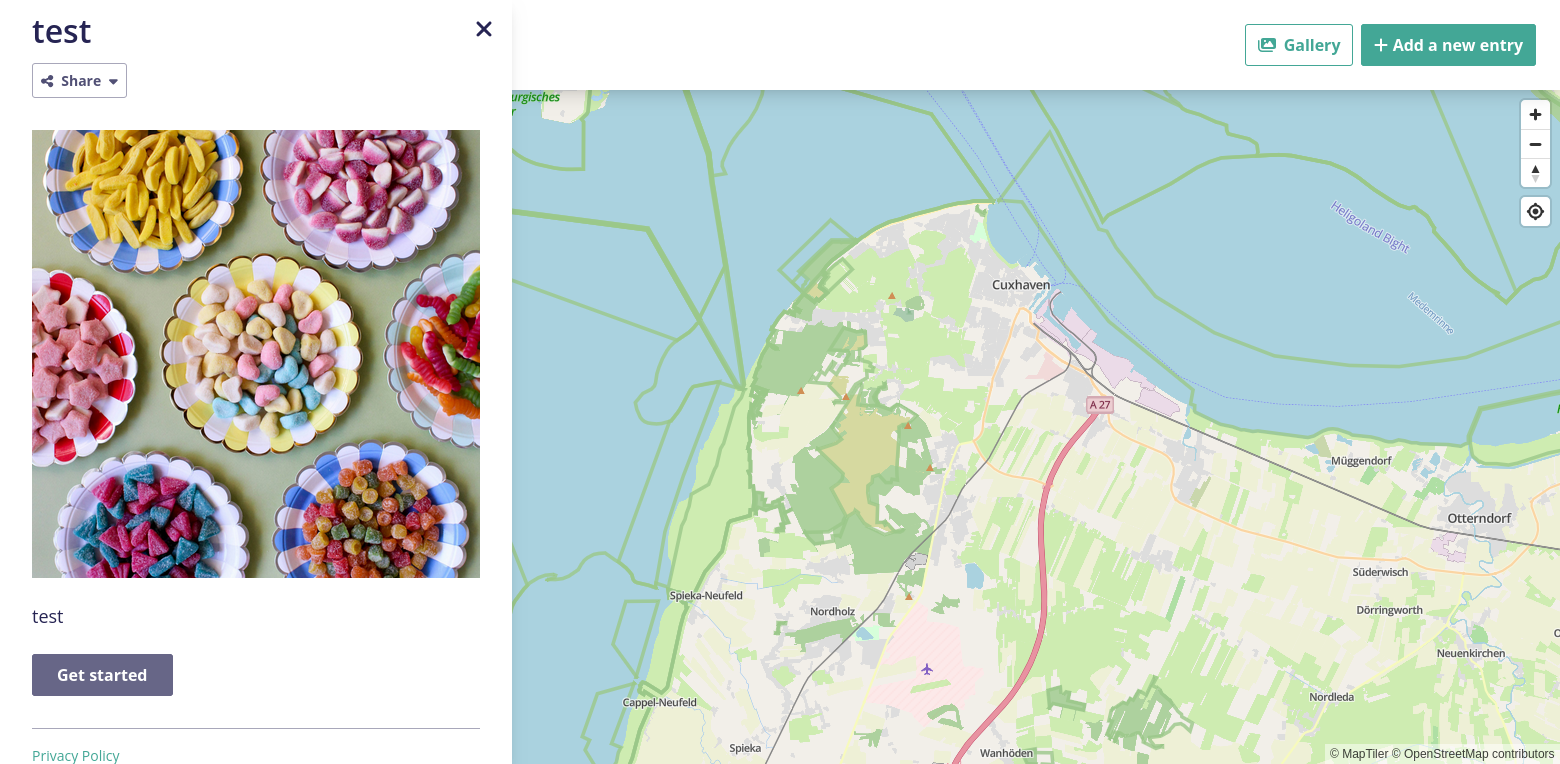 test
Share
Gallery
Add a new entry
urgisches
Heligoland Bight
Medemrinne
Cuxhaven
A 27
Müggendorf
Otterndorf
Süderwisch
Spieka-Neufeld
Nordholz
Dörringworth
Neuenkirchen
Cappel-Neufeld
Nordleda
Spieka
Wanhöden
test
Get started
Privacy Policy
© MapTiler © OpenStreetMap contributors